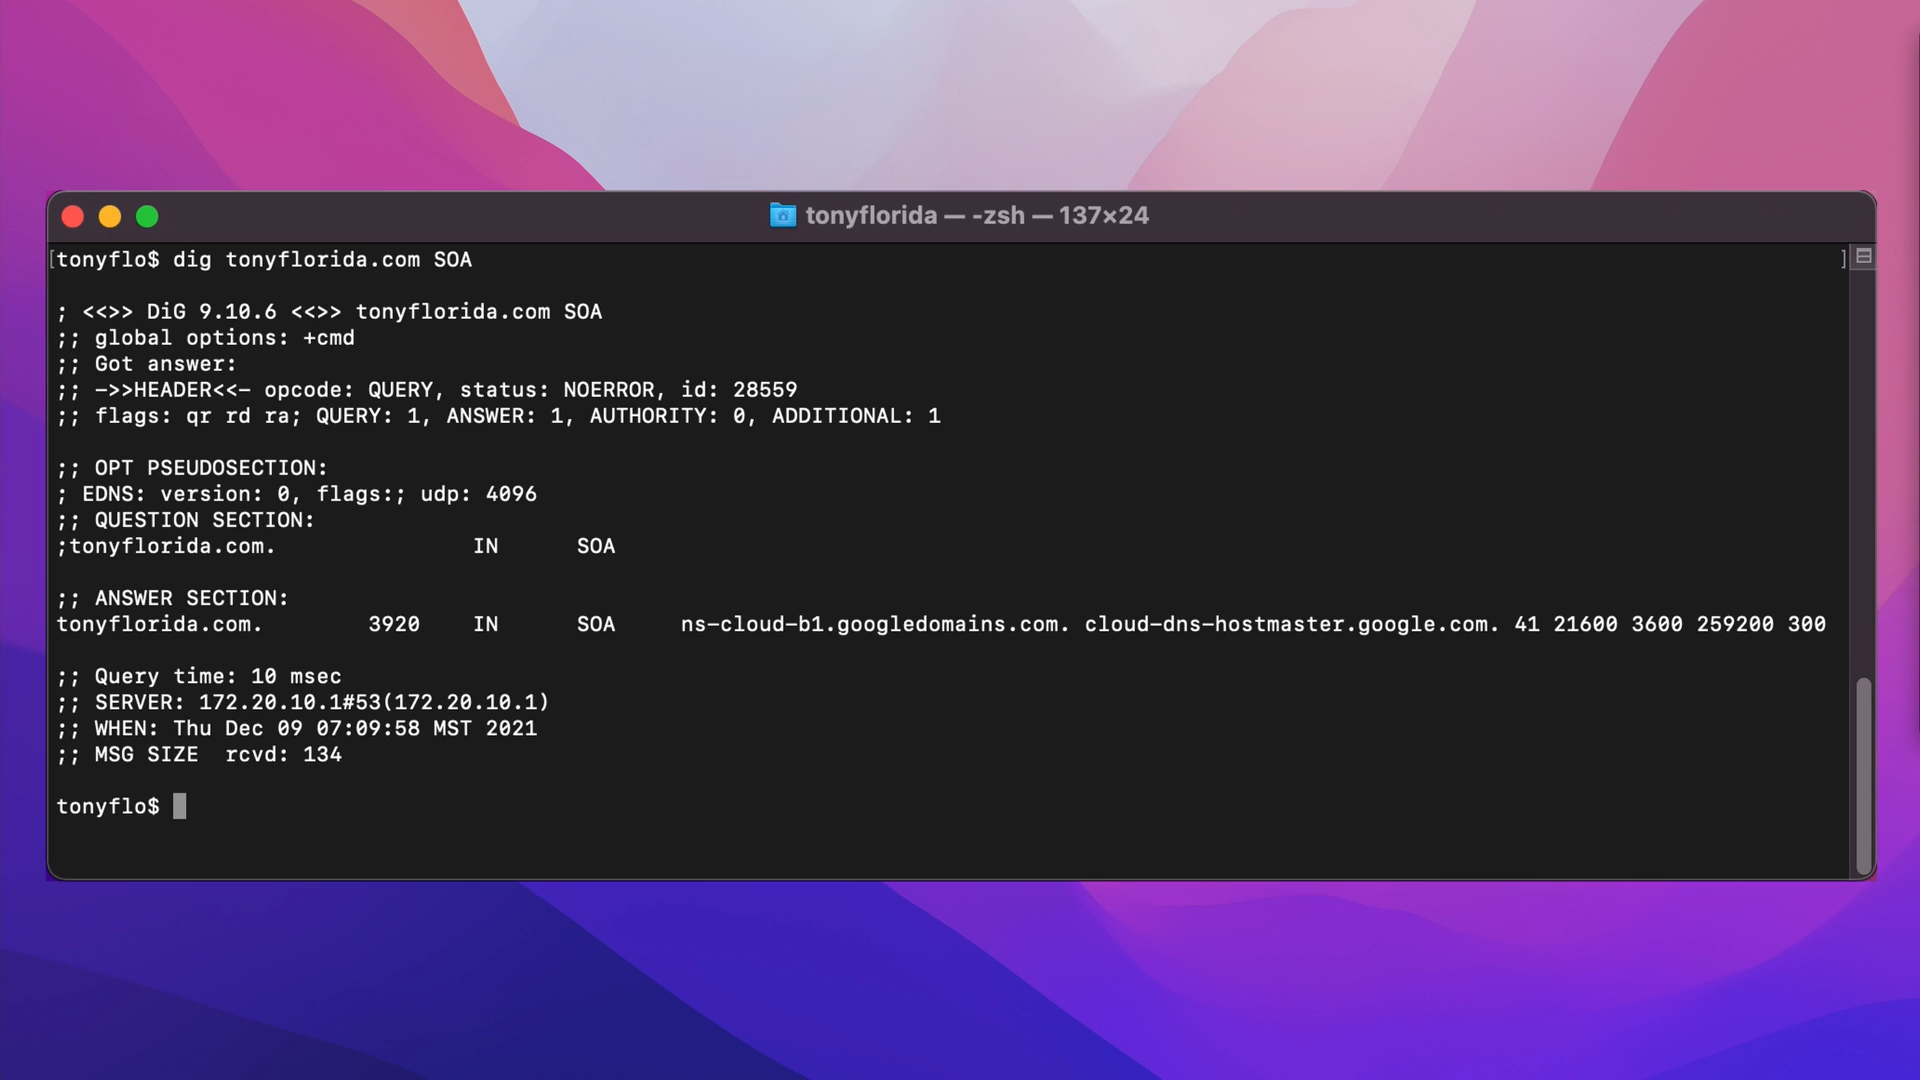 tonyflorida — -zsh — 137×24
[tonyflo$ dig tonyflorida.com SOA ]
; <<>> DiG 9.10.6 <<>> tonyflorida.com SOA
;; global options: +cmd
;; Got answer:
;; ->>HEADER<<- opcode: QUERY, status: NOERROR, id: 28559
;; flags: qr rd ra; QUERY: 1, ANSWER: 1, AUTHORITY: 0, ADDITIONAL: 1
;; OPT PSEUDOSECTION:
; EDNS: version: 0, flags:; udp: 4096
;; QUESTION SECTION:
;tonyflorida.com. IN SOA
;; ANSWER SECTION:
tonyflorida.com. 3920 IN SOA ns-cloud-b1.googledomains.com. cloud-dns-hostmaster.google.com. 41 21600 3600 259200 300
;; Query time: 10 msec
;; SERVER: 172.20.10.1#53(172.20.10.1)
;; WHEN: Thu Dec 09 07:09:58 MST 2021
;; MSG SIZE  rcvd: 134
tonyflo$